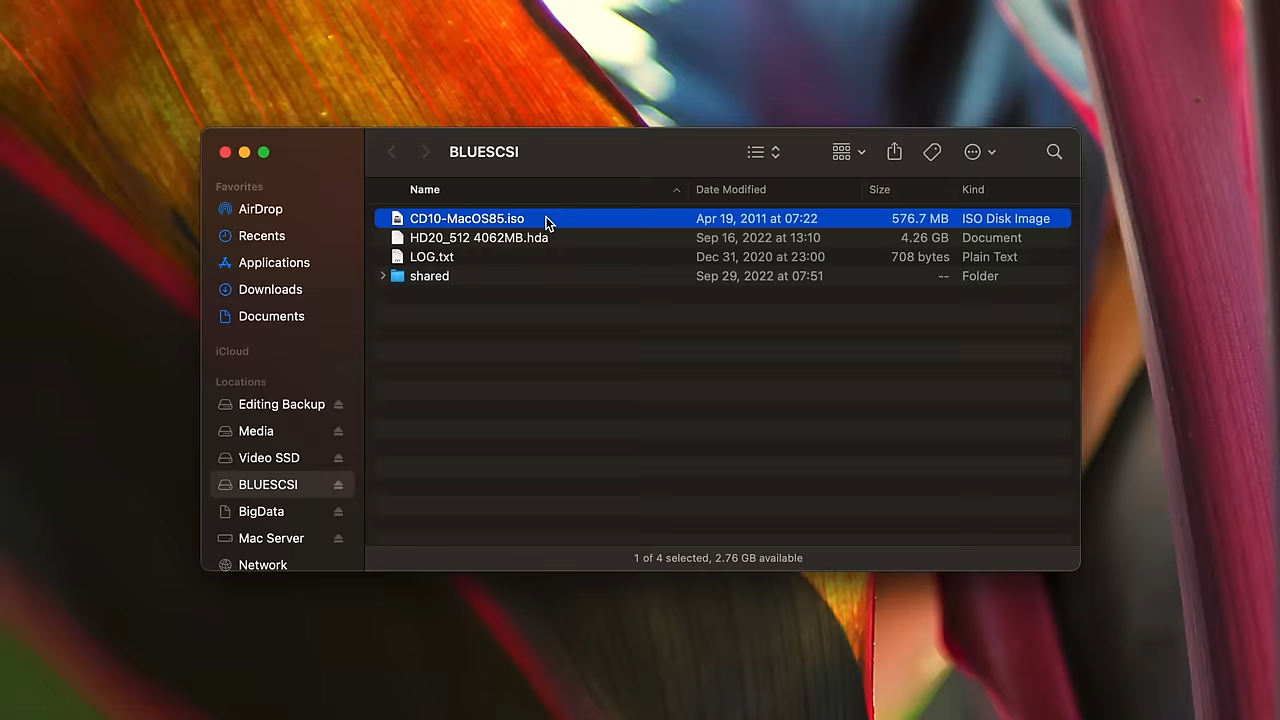 BLUESCSI
Favorites
AirDrop
Recents
Applications
Downloads
Documents
iCloud
Locations
Editing Backup
Media
Video SSD
BLUESCSI
BigData
Mac Server
Network
Name Date Modified Size Kind
CD10-MacOS85.iso Apr 19, 2011 at 07:22 576.7 MB ISO Disk Image
HD20_512 4062MB.hda Sep 16, 2022 at 13:10 4.26 GB Document
LOG.txt Dec 31, 2020 at 23:00 708 bytes Plain Text
shared Sep 29, 2022 at 07:51 -- Folder
1 of 4 selected, 2.76 GB available